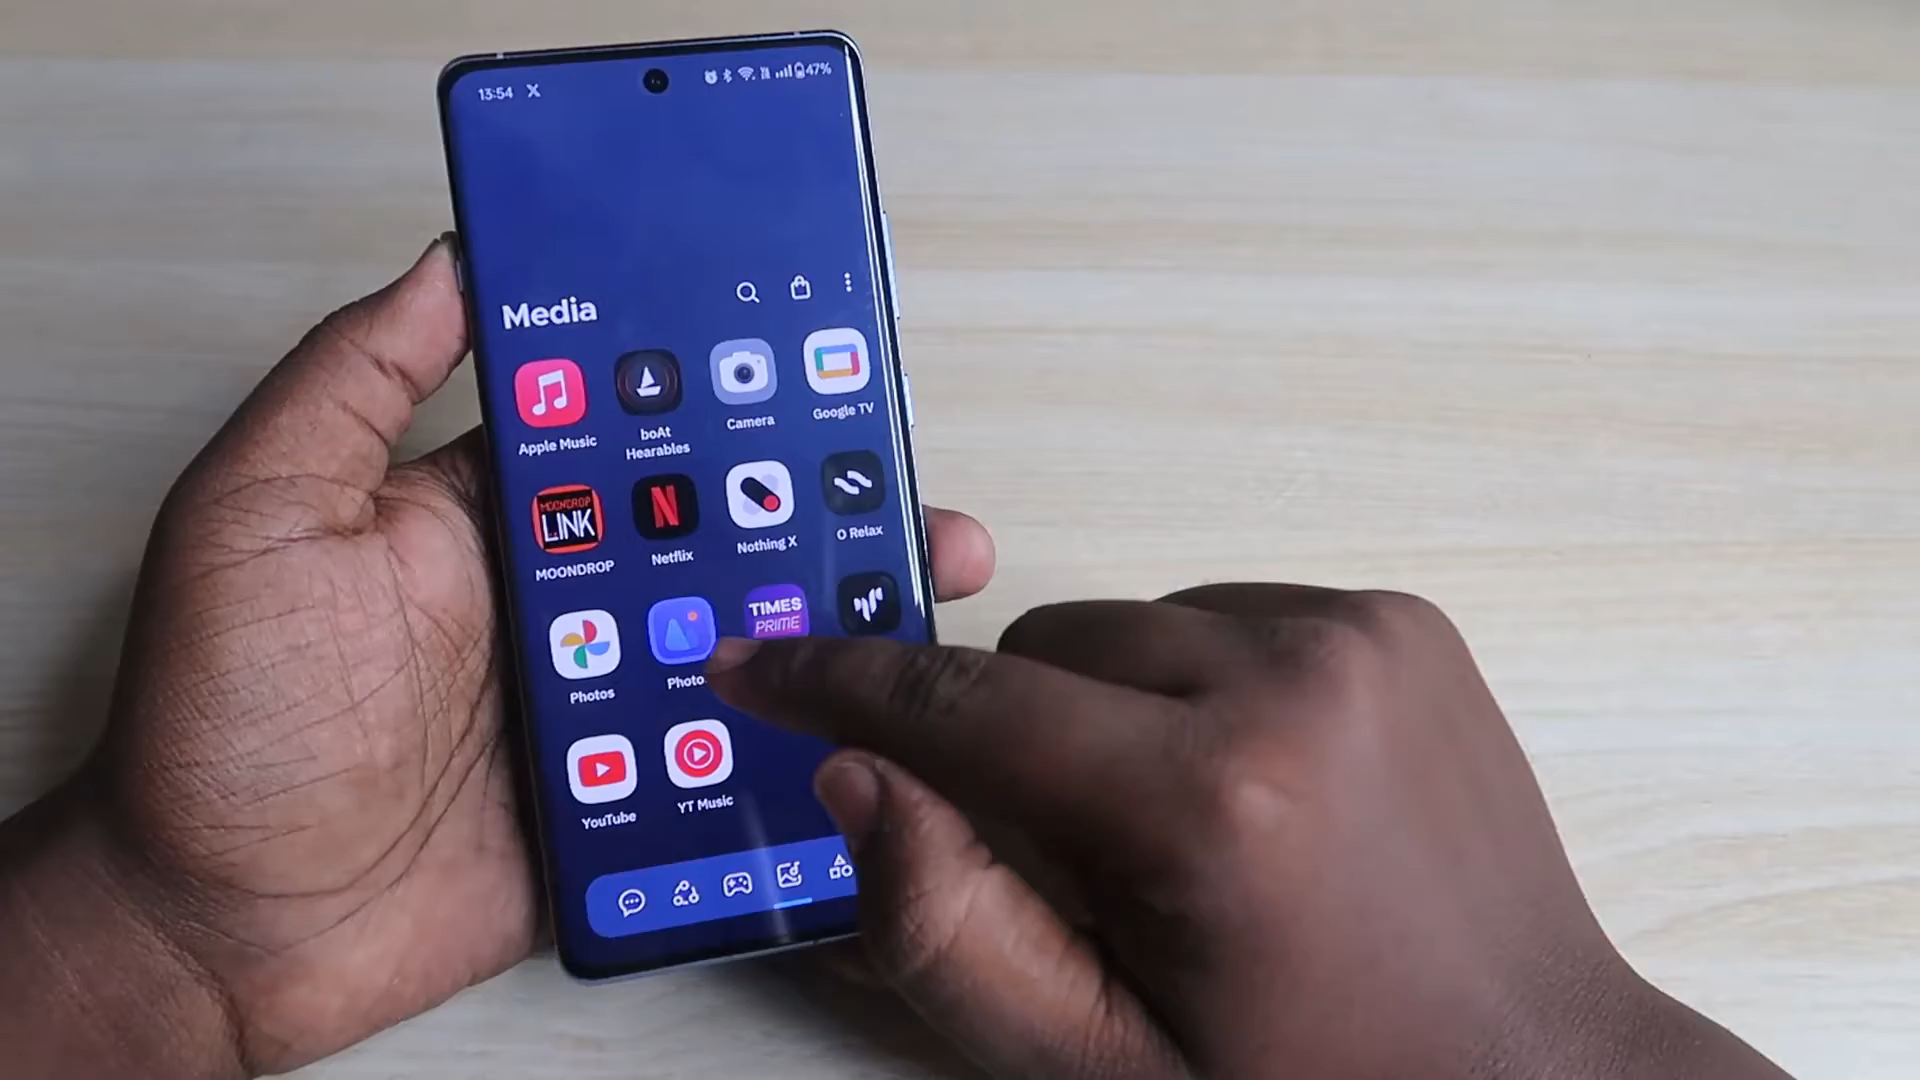 13:54 X
47%
Media
Apple Music
boAt
Hearables
Camera
Google TV
MOONDROP
LINK
MOONDROP
N
Netflix
Nothing X
O Relax
TIMES
PRIME
Photos
Photo
YouTube
YT Music